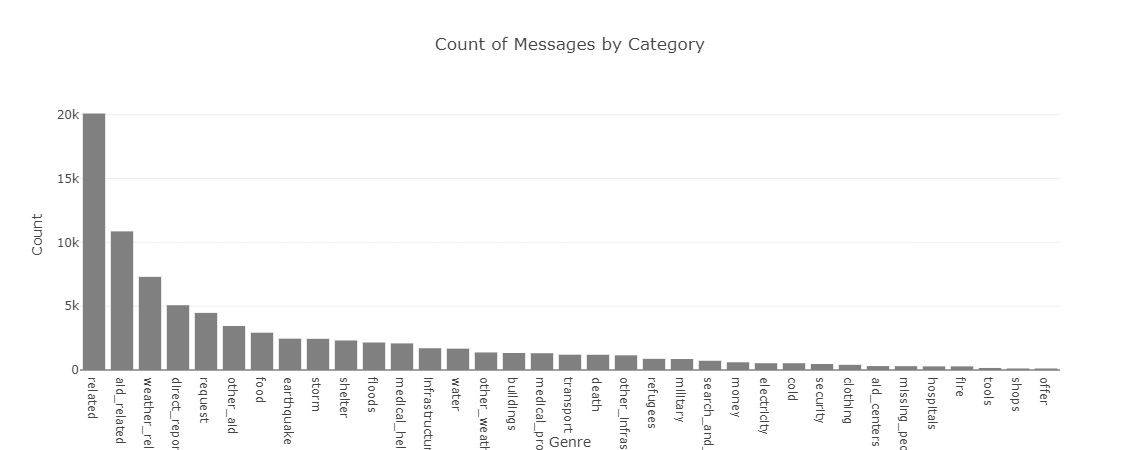 Count of Messages by Category
20k
15k
10k
5k
0
Count
related
aid_related
weather_rel
direct_repor
request
other_aid
food
earthquake
storm
shelter
floods
medical_hel
infrastructur
water
other_weath
buildings
medical_pro
transport
death
other_infras
refugees
military
search_and_
money
electricity
cold
security
clothing
aid_centers
missing_peo
hospitals
fire
tools
shops
offer
Genre